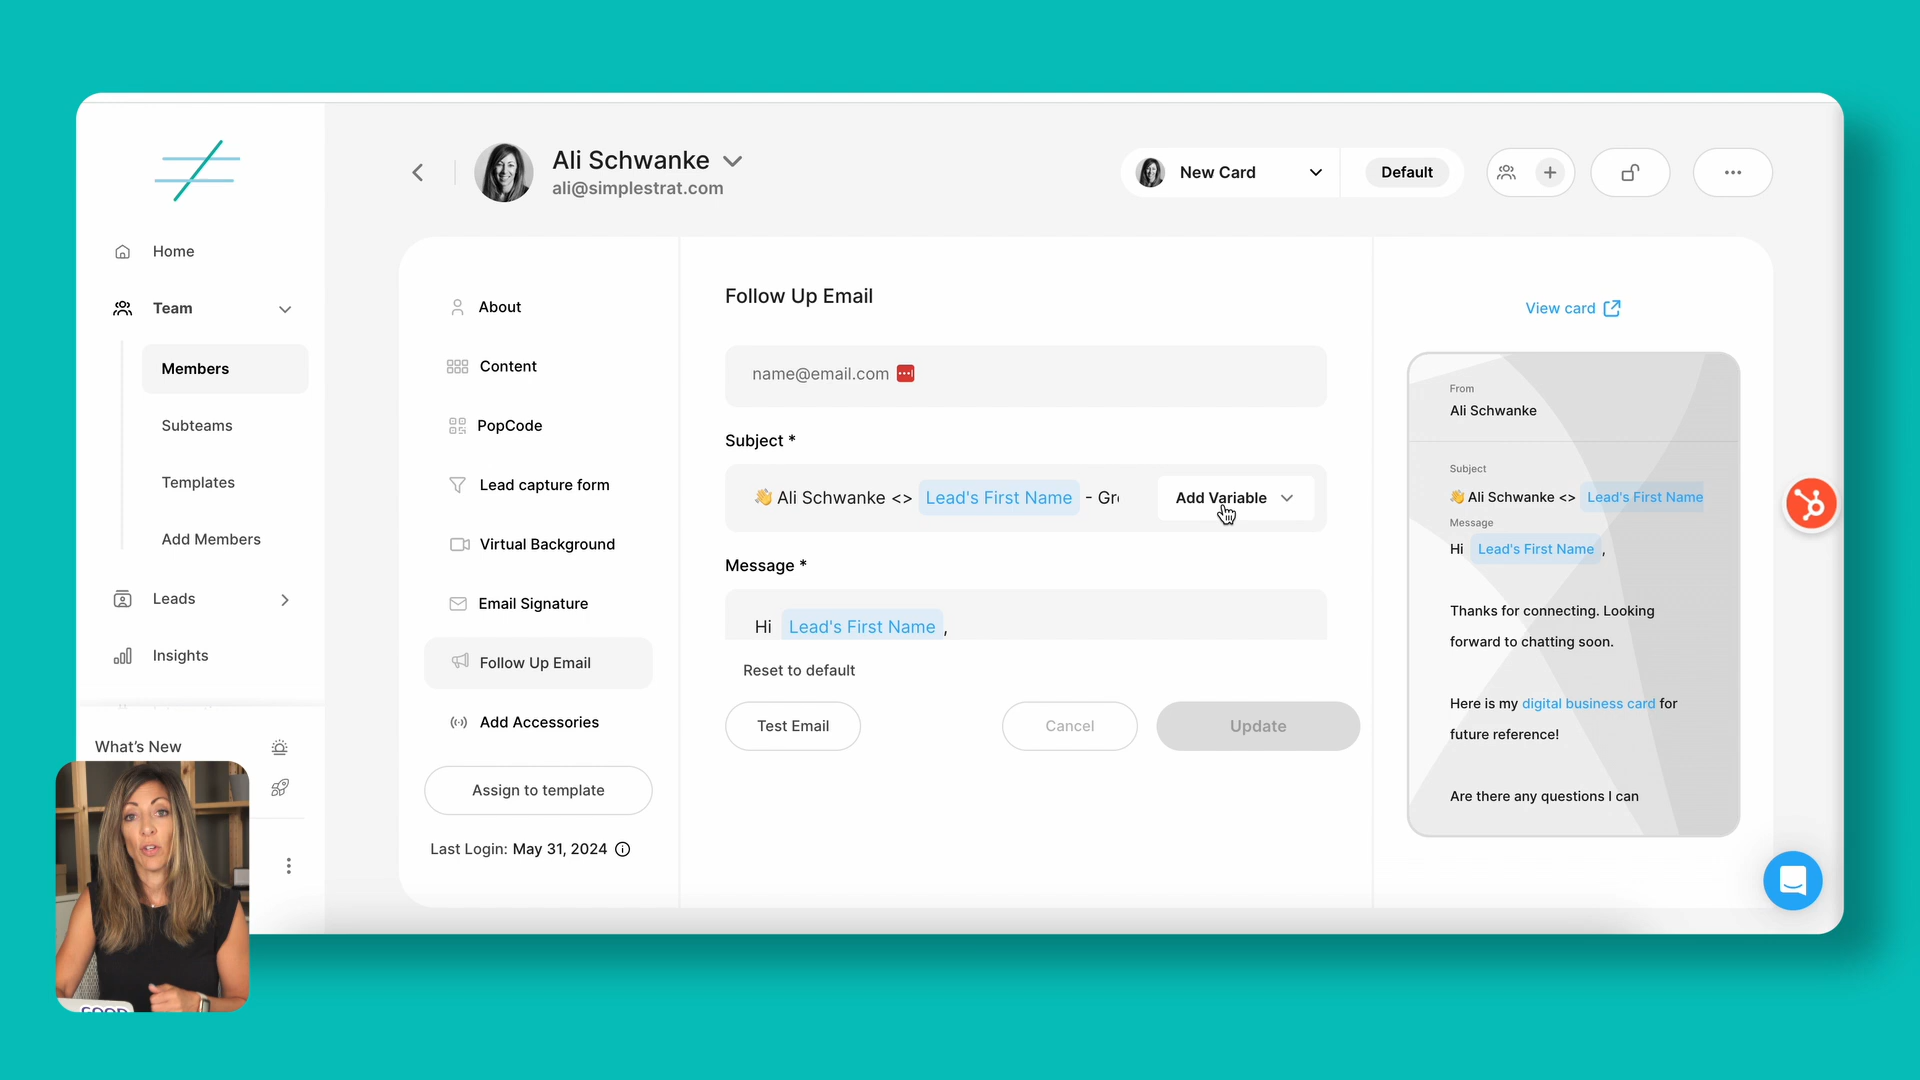 Ali Schwanke
ali@simplestrat.com
New Card
Default
Home
Team
Members
Subteams
Templates
Add Members
Leads
Insights
What's New
About
Content
PopCode
Lead capture form
Virtual Background
Email Signature
Follow Up Email
Add Accessories
Assign to template
Last Login: May 31, 2024
Follow Up Email
name@email.com
Subject *
👋 Ali Schwanke <> Lead's First Name - Gr
Add Variable
Message *
Hi Lead's First Name ,
Reset to default
Test Email
Cancel
Update
View card
From
Ali Schwanke
Subject
👋 Ali Schwanke <> Lead's First Name
Message
Hi Lead's First Name ,
Thanks for connecting. Looking
forward to chatting soon.
Here is my digital business card for
future reference!
Are there any questions I can